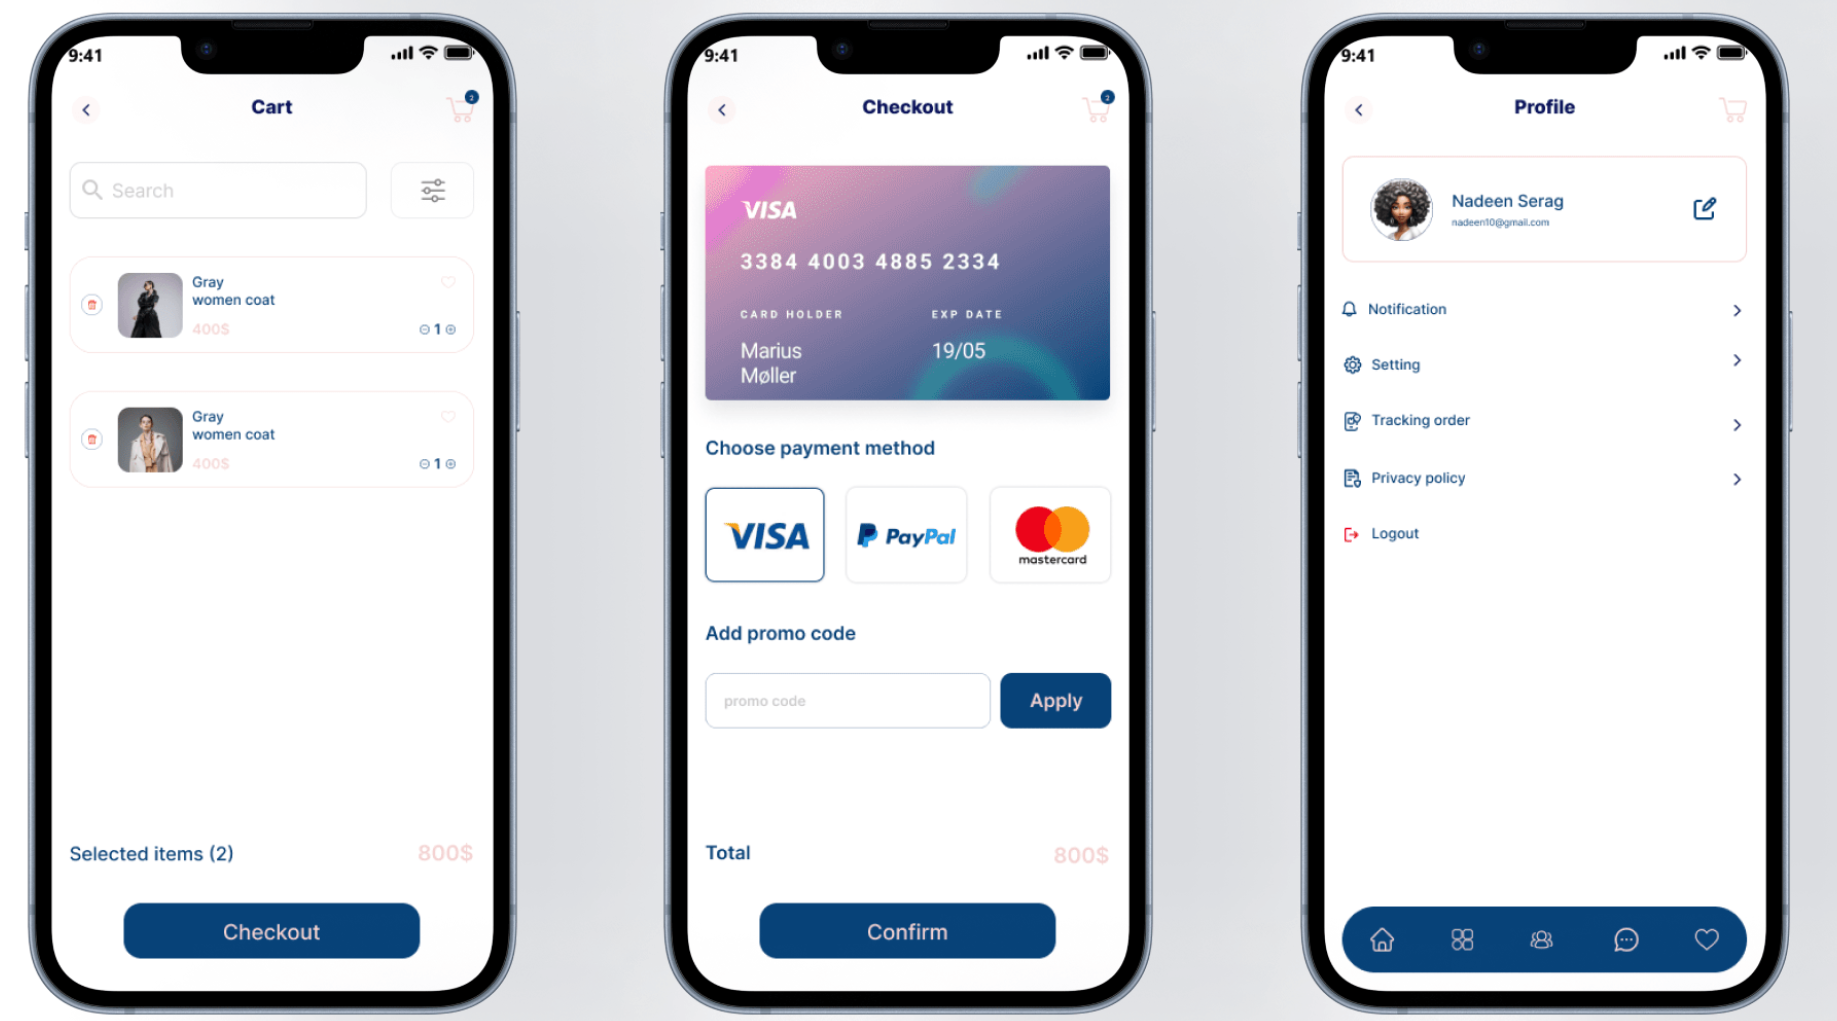 9:41
Cart
2
Search
Gray
women coat
400$
1
Gray
women coat
400$
1
Selected items (2)
800$
Checkout
9:41
Checkout
2
VISA
3384 4003 4885 2334
CARD HOLDER
EXP DATE
Marius
Møller
19/05
Choose payment method
VISA
PayPal
mastercard
Add promo code
promo code
Apply
Total
800$
Confirm
9:41
Profile
Nadeen Serag
nadeen10@gmail.com
Notification
Setting
Tracking order
Privacy policy
Logout